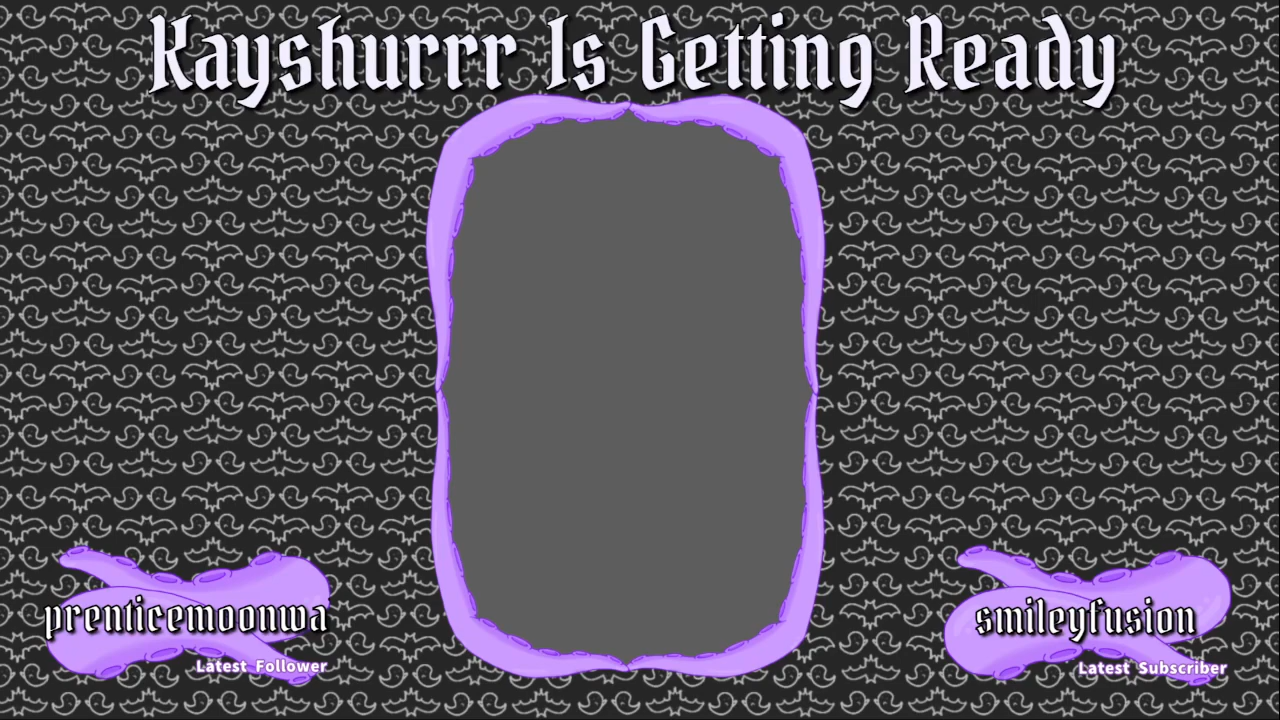 Kayshurrr Is Getting Ready
prenticemoonwa
Latest Follower
smileyfusion
Latest Subscriber